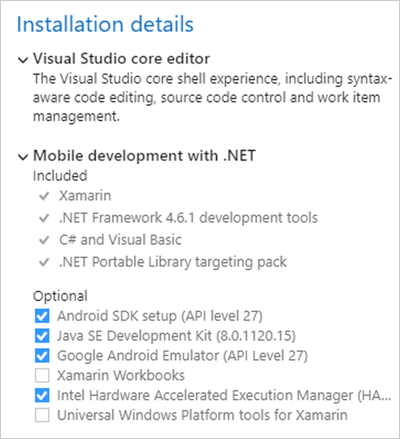 Installation details
Visual Studio core editor
The Visual Studio core shell experience, including syntax-
aware code editing, source code control and work item
management.
Mobile development with .NET
Included
Xamarin
.NET Framework 4.6.1 development tools
C# and Visual Basic
.NET Portable Library targeting pack
Optional
Android SDK setup (API level 27)
Java SE Development Kit (8.0.1120.15)
Google Android Emulator (API Level 27)
Xamarin Workbooks
Intel Hardware Accelerated Execution Manager (HA...
Universal Windows Platform tools for Xamarin